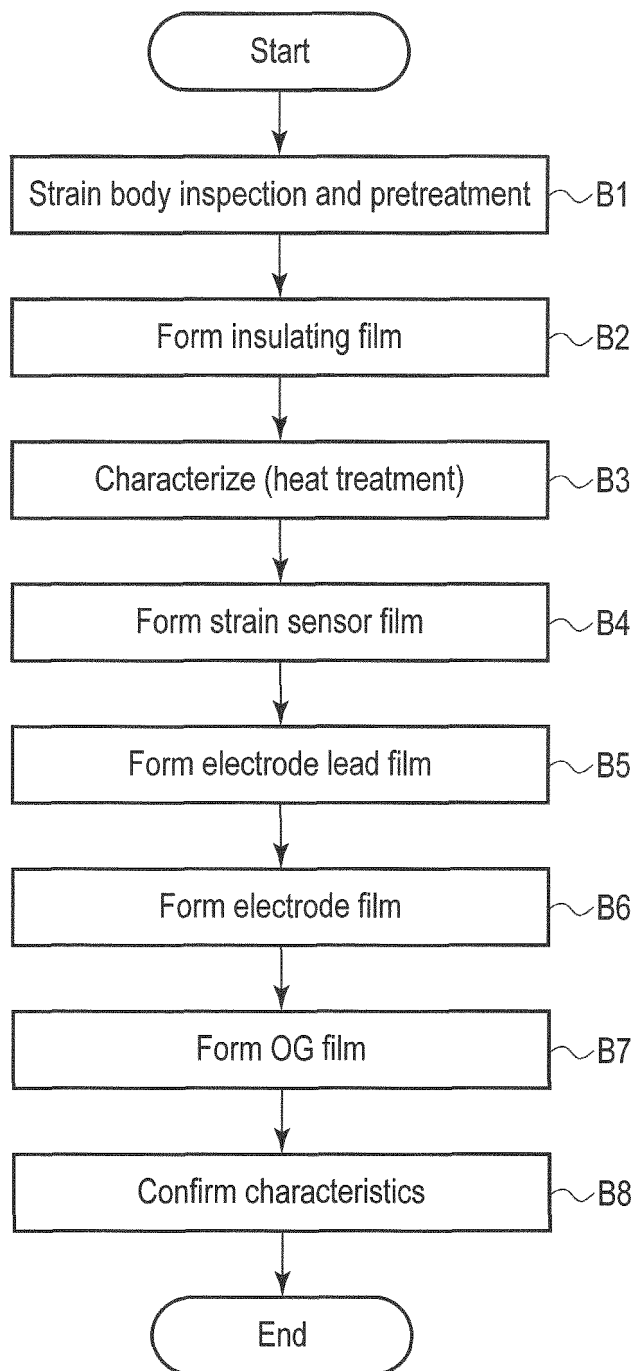 Start
Strain body inspection and pretreatment B1
Form insulating film B2
Characterize (heat treatment) B3
Form strain sensor film B4
Form electrode lead film B5
Form electrode film B6
Form OG film B7
Confirm characteristics B8
End